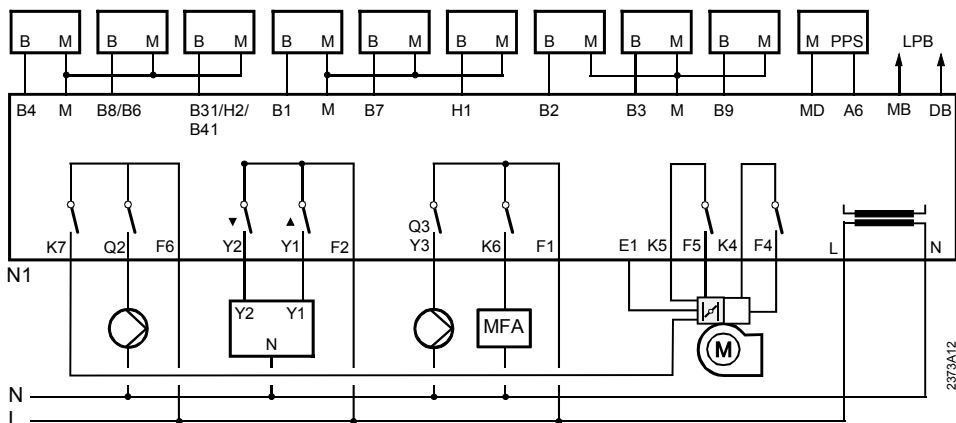 B M B M B M B M B M B M B M B M B M M PPS LPB
B4 M B8/B6 B31/H2/ B1 M B7 H1 B2 B3 M B9 MD A6 MB DB
B41
Q3
K7 Q2 F6 Y2 Y1 F2 Y3 K6 F1 E1 K5 F5 K4 F4 L N
N1
Y2 Y1
MFA
N
M
2373A12
N
L